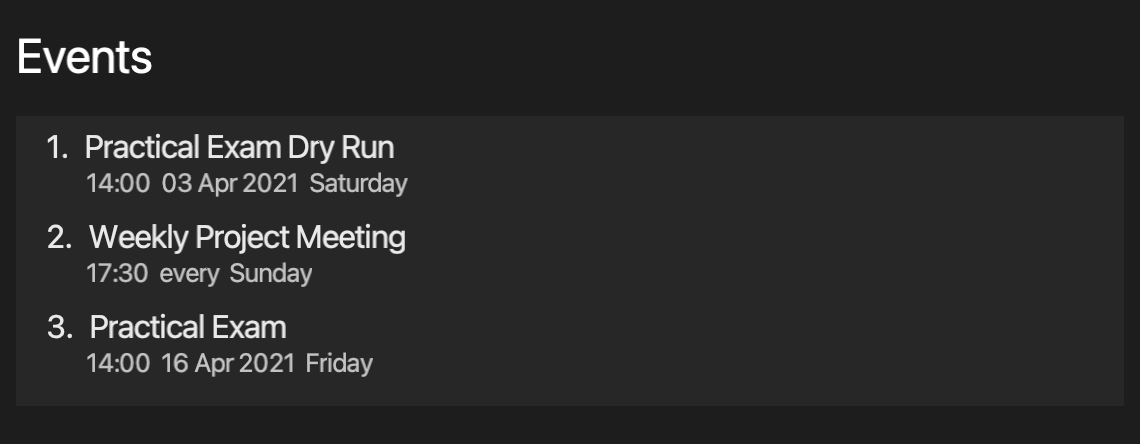 Events
1. Practical Exam Dry Run
14:00 03 Apr 2021 Saturday
2. Weekly Project Meeting
17:30 every Sunday
3. Practical Exam
14:00 16 Apr 2021 Friday